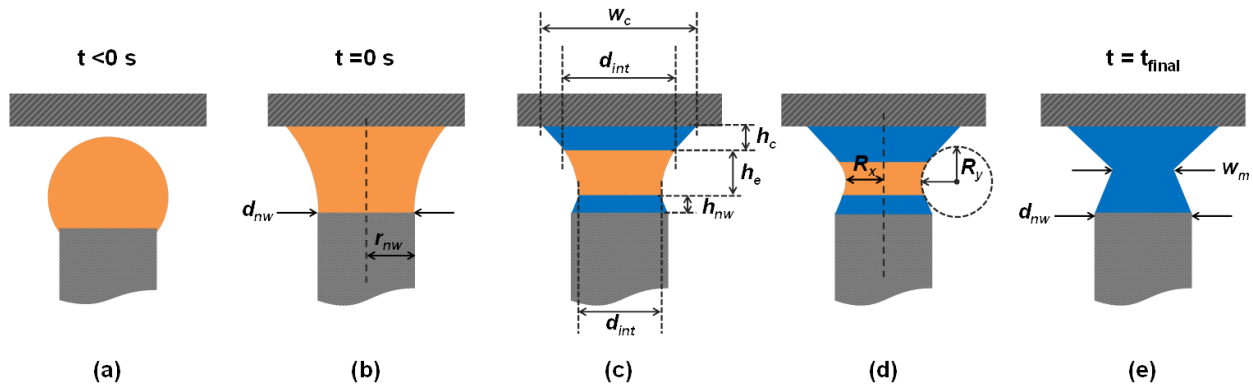 t <0 s
t =0 s
t = t_final
w_c
d_int
h_c
h_e
h_nw
d_int
d_nw
r_nw
R_x
R_y
w_m
d_nw
(a)
(b)
(c)
(d)
(e)